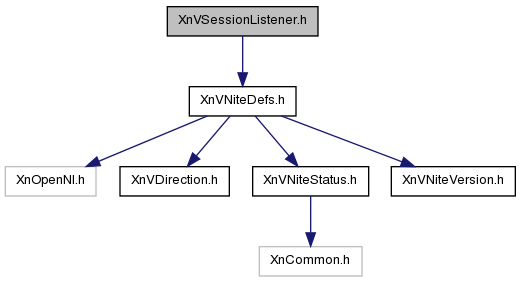 XnVSessionListener.h
XnVNiteDefs.h
XnOpenNI.h
XnVDirection.h
XnVNiteStatus.h
XnVNiteVersion.h
XnCommon.h